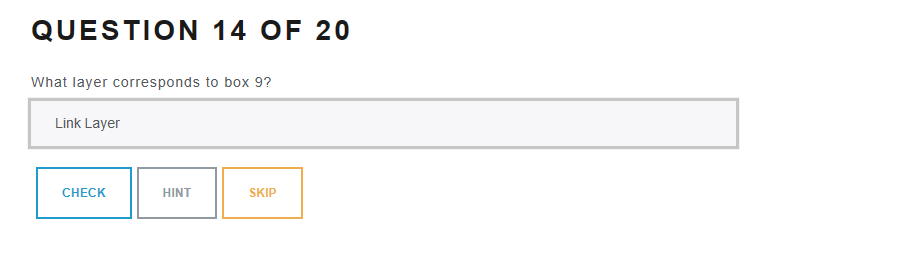 QUESTION 14 OF 20
What layer corresponds to box 9?
Link Layer
CHECK HINT SKIP